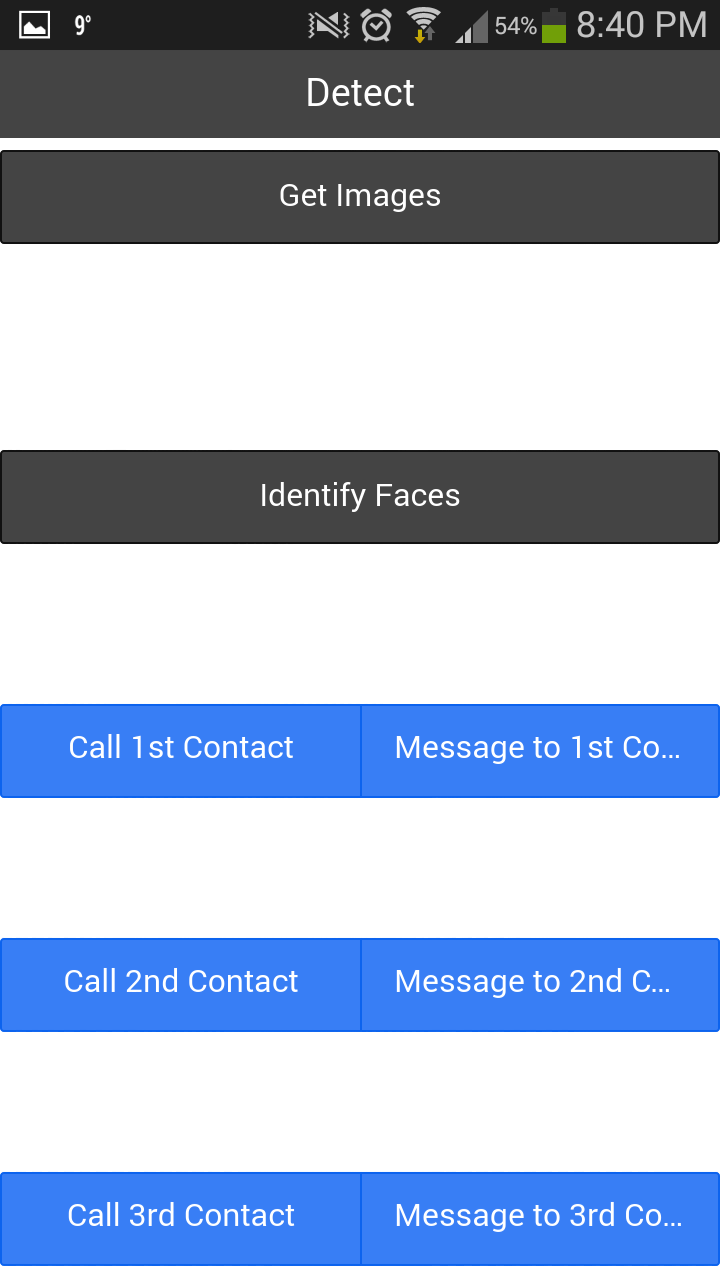 9° 54% 8:40 PM
Detect
Get Images
Identify Faces
Call 1st Contact Message to 1st Co...
Call 2nd Contact Message to 2nd C...
Call 3rd Contact Message to 3rd Co...